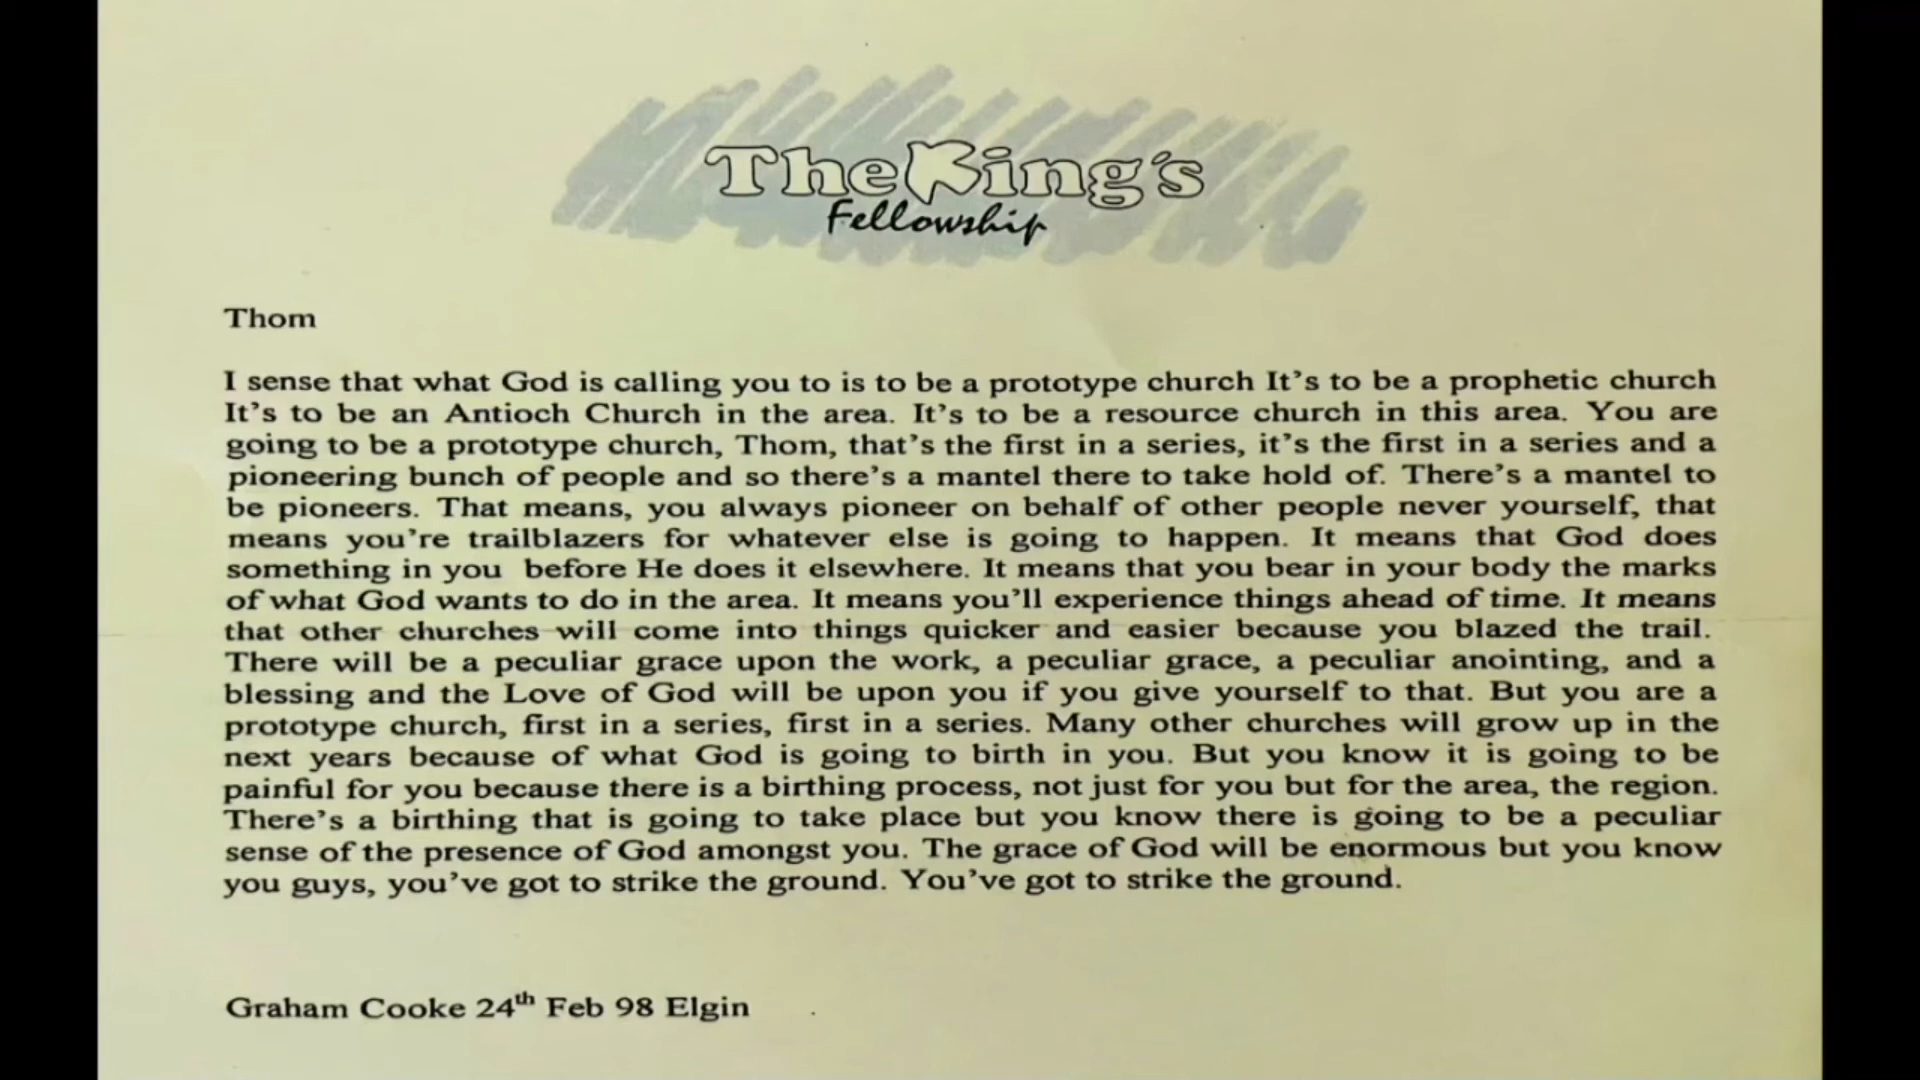 The King's
Fellowship
Thom
I sense that what God is calling you to is to be a prototype church It's to be a prophetic church
It's to be an Antioch Church in the area. It's to be a resource church in this area. You are
going to be a prototype church, Thom, that's the first in a series, it's the first in a series and a
pioneering bunch of people and so there's a mantel there to take hold of. There's a mantel to
be pioneers. That means, you always pioneer on behalf of other people never yourself, that
means you're trailblazers for whatever else is going to happen. It means that God does
something in you before He does it elsewhere. It means that you bear in your body the marks
of what God wants to do in the area. It means you'll experience things ahead of time. It means
that other churches will come into things quicker and easier because you blazed the trail.
There will be a peculiar grace upon the work, a peculiar grace, a peculiar anointing, and a
blessing and the Love of God will be upon you if you give yourself to that. But you are a
prototype church, first in a series, first in a series. Many other churches will grow up in the
next years because of what God is going to birth in you. But you know it is going to be
painful for you because there is a birthing process, not just for you but for the area, the region.
There's a birthing that is going to take place but you know there is going to be a peculiar
sense of the presence of God amongst you. The grace of God will be enormous but you know
you guys, you've got to strike the ground. You've got to strike the ground.
Graham Cooke 24th Feb 98 Elgin